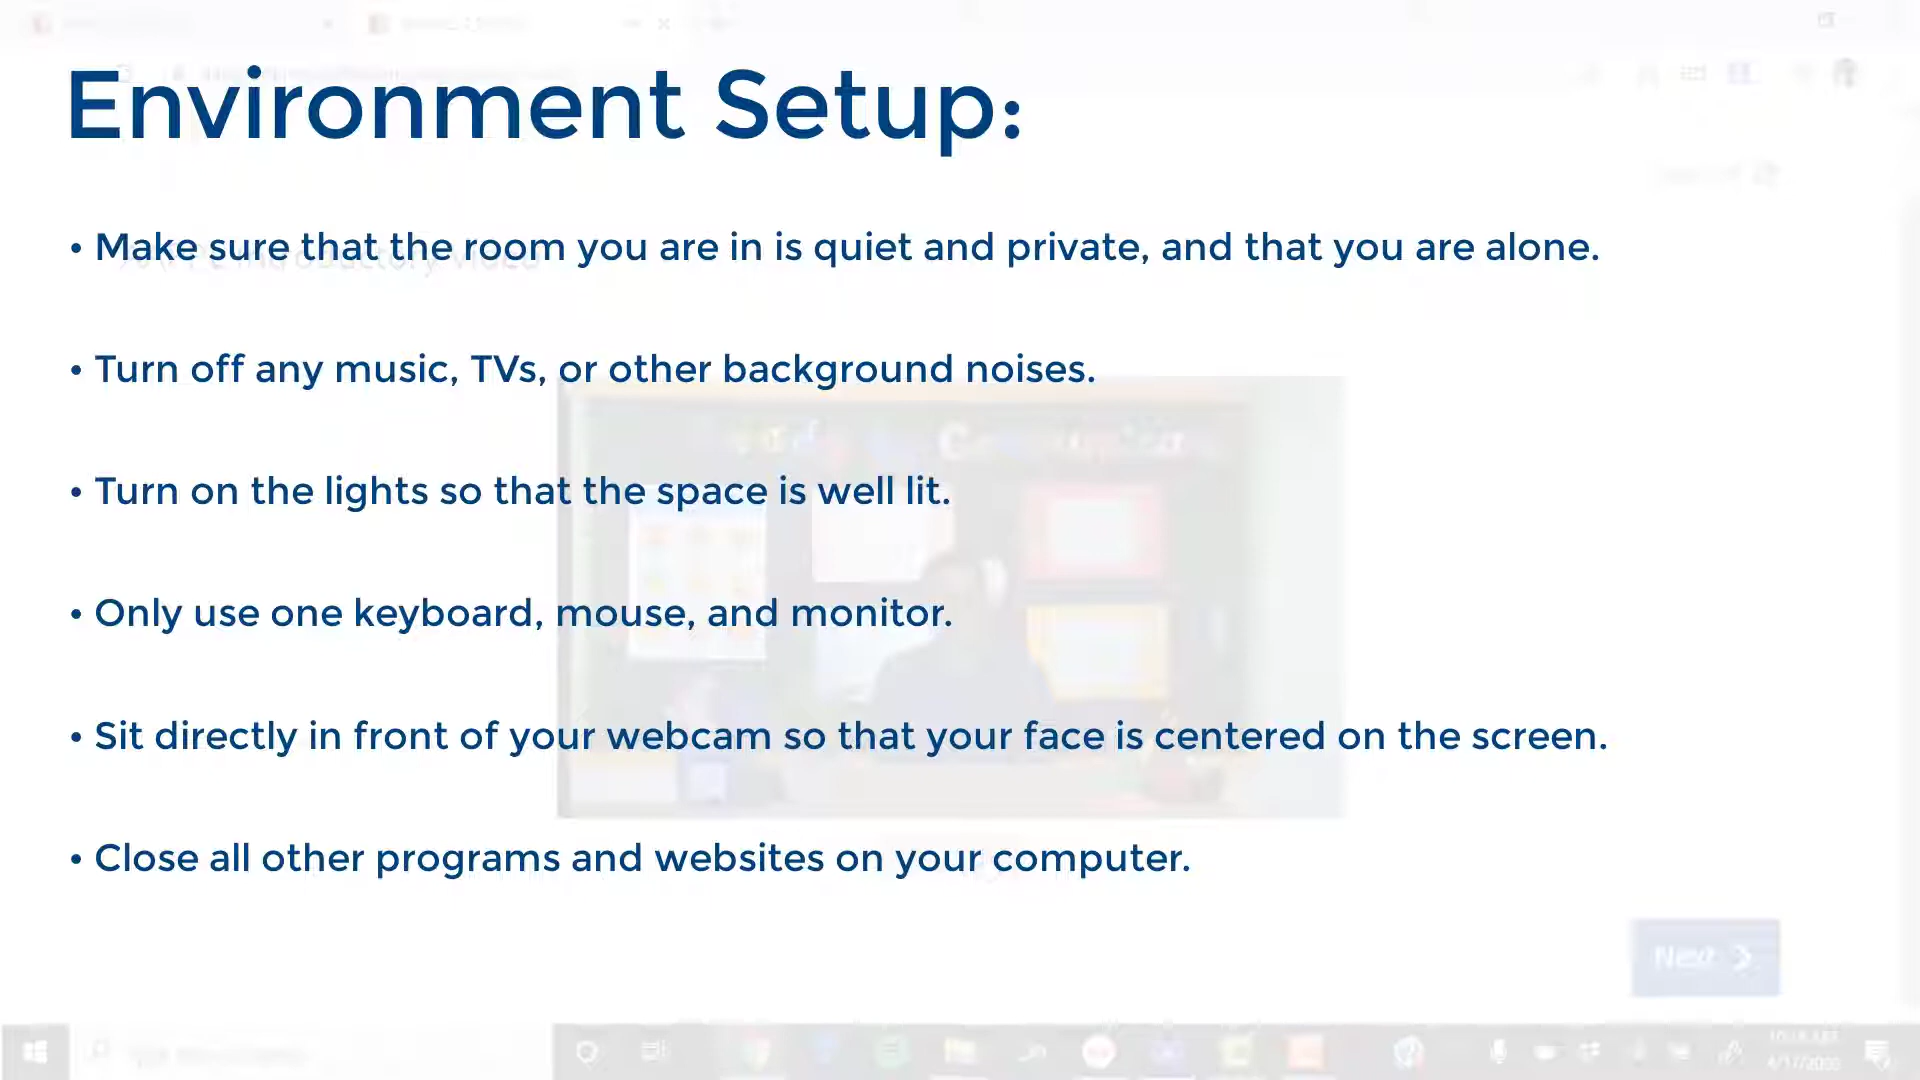 Environment Setup:
• Make sure that the room you are in is quiet and private, and that you are alone.
• Turn off any music, TVs, or other background noises.
• Turn on the lights so that the space is well lit.
• Only use one keyboard, mouse, and monitor.
• Sit directly in front of your webcam so that your face is centered on the screen.
• Close all other programs and websites on your computer.
Next